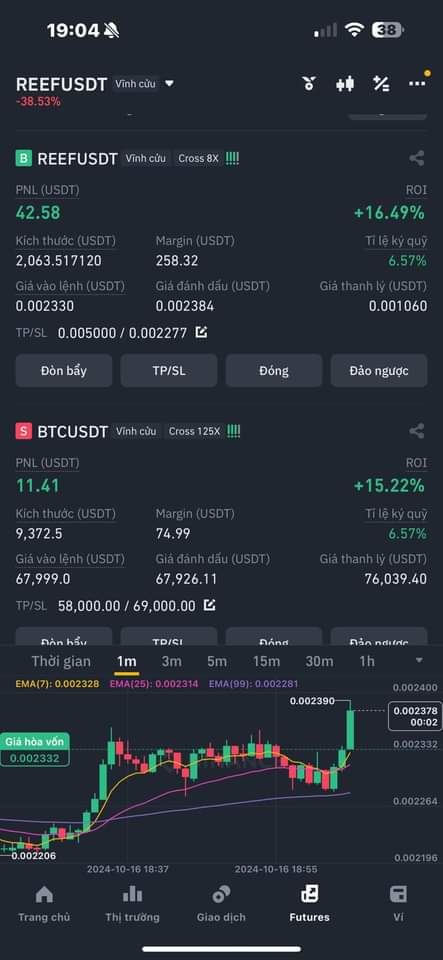 19:04
38
REEFUSDT Vĩnh cửu
-38.53%
B REEFUSDT Vĩnh cửu Cross 8X !!!!
PNL (USDT) ROI
42.58 +16.49%
Kích thước (USDT) Margin (USDT) Tỉ lệ ký quỹ
2,063.517120 258.32 6.57%
Giá vào lệnh (USDT) Giá đánh dấu (USDT) Giá thanh lý (USDT)
0.002330 0.002384 0.001060
TP/SL 0.005000 / 0.002277
Đòn bẩy TP/SL Đóng Đảo ngược
S BTCUSDT Vĩnh cửu Cross 125X !!!!
PNL (USDT) ROI
11.41 +15.22%
Kích thước (USDT) Margin (USDT) Tỉ lệ ký quỹ
9,372.5 74.99 6.57%
Giá vào lệnh (USDT) Giá đánh dấu (USDT) Giá thanh lý (USDT)
67,999.0 67,926.11 76,039.40
TP/SL 58,000.00 / 69,000.00
Đòn bẩy TP/SL Đóng Đảo ngược
Thời gian 1m 3m 5m 15m 30m 1h
EMA(7): 0.002328 EMA(25): 0.002314 EMA(99): 0.002281
0.002400
0.002390
0.002378
00:02
Giá hòa vốn
0.002332
0.002332
0.002264
0.002206
0.002196
2024-10-16 18:37 2024-10-16 18:55
Trang chủ Thị trường Giao dịch Futures Ví